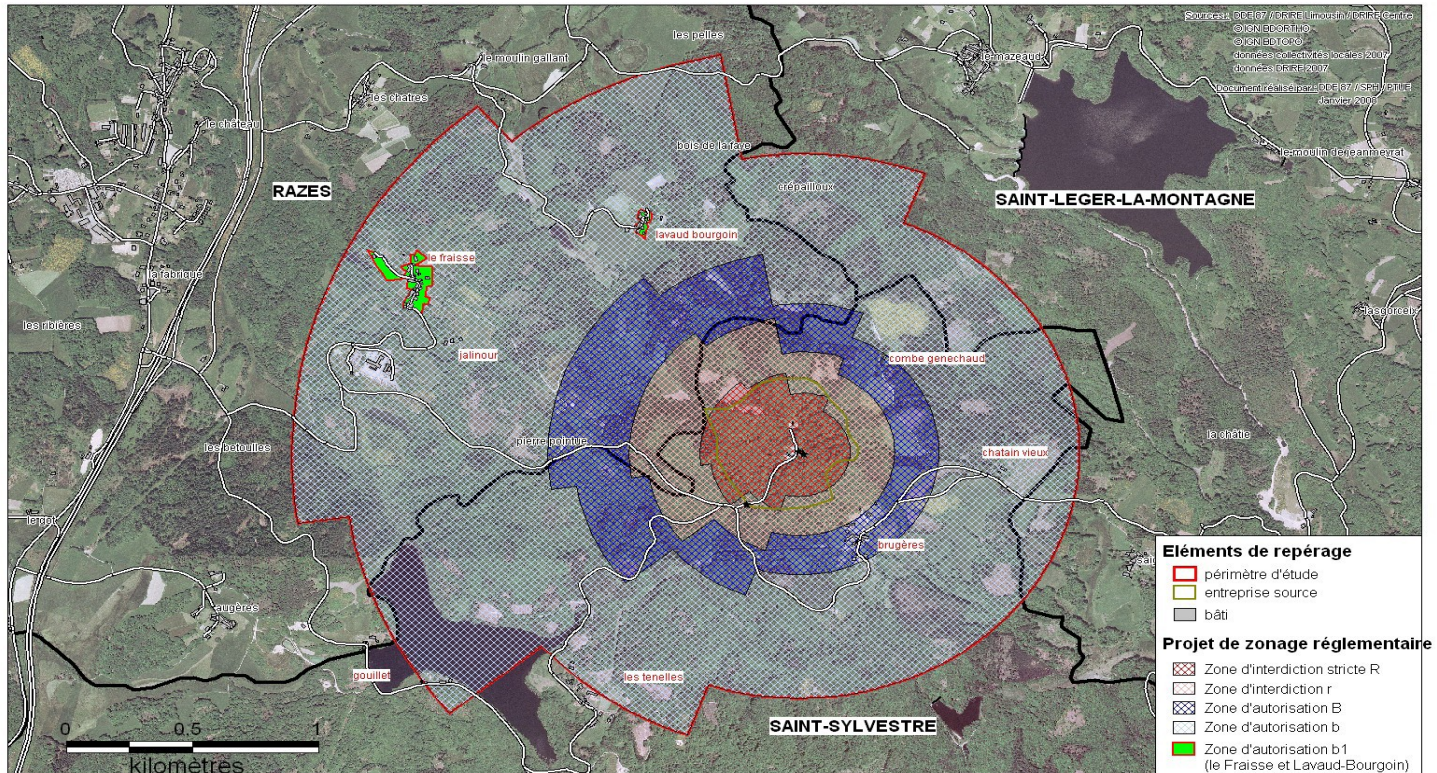 Sources : DDE 87 / DRIRE Limousin / DRIRE Centre
© IGN BDORTHO
© IGN BDTOPO
données collectivités locales 2007
données DRIRE 2007
Document réalisé par : DDE 87 / SPH / PTUE
Janvier 2008
les pelles
le moulin gallant
le mazeaud
les chatres
le château
bois de la faye
le moulin de jeanmeyrat
RAZES
crépailloux
SAINT-LEGER-LA-MONTAGNE
lavaud bourgoin
le fraisse
la fabrique
les ribières
lasgorceix
jalinour
combe genechaud
pierre pointue
les betoulles
chatain vieux
la châtie
le got
brugères
augères
gouillet
les tenelles
SAINT-SYLVESTRE
0 0.5 1
kilomètres
Eléments de repérage
périmètre d'étude
entreprise source
bâti
Projet de zonage réglementaire
Zone d'interdiction stricte R
Zone d'interdiction r
Zone d'autorisation B
Zone d'autorisation b
Zone d'autorisation b1
(le Fraisse et Lavaud-Bourgoin)